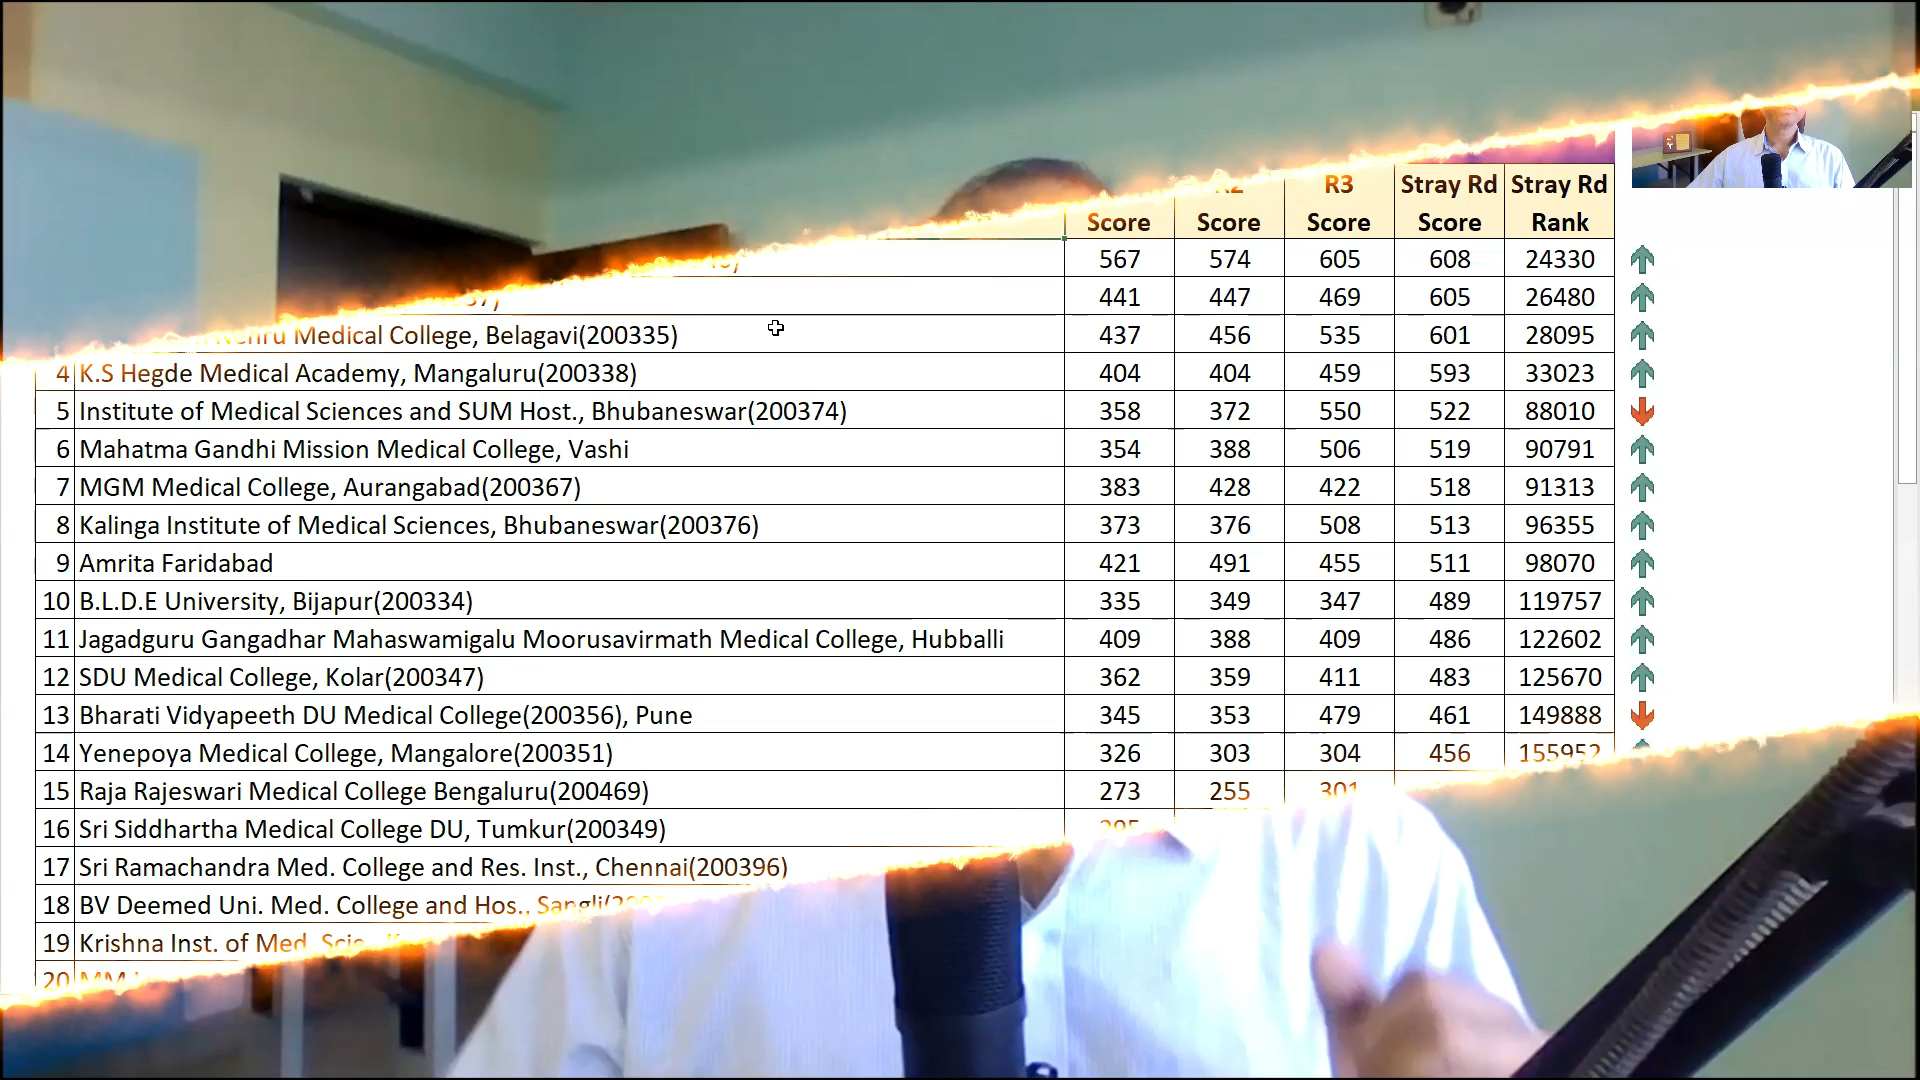 R3 Stray Rd Stray Rd
Score Score Score Score Rank
567 574 605 608 24330
441 447 469 605 26480
Medical College, Belagavi(200335) 437 456 535 601 28095
4 K.S Hegde Medical Academy, Mangaluru(200338) 404 404 459 593 33023
5 Institute of Medical Sciences and SUM Host., Bhubaneswar(200374) 358 372 550 522 88010
6 Mahatma Gandhi Mission Medical College, Vashi 354 388 506 519 90791
7 MGM Medical College, Aurangabad(200367) 383 428 422 518 91313
8 Kalinga Institute of Medical Sciences, Bhubaneswar(200376) 373 376 508 513 96355
9 Amrita Faridabad 421 491 455 511 98070
10 B.L.D.E University, Bijapur(200334) 335 349 347 489 119757
11 Jagadguru Gangadhar Mahaswamigalu Moorusavirmath Medical College, Hubballi 409 388 409 486 122602
12 SDU Medical College, Kolar(200347) 362 359 411 483 125670
13 Bharati Vidyapeeth DU Medical College(200356), Pune 345 353 479 461 149888
14 Yenepoya Medical College, Mangalore(200351) 326 303 304 456 155952
15 Raja Rajeswari Medical College Bengaluru(200469) 273 255 301
16 Sri Siddhartha Medical College DU, Tumkur(200349)
17 Sri Ramachandra Med. College and Res. Inst., Chennai(200396)
18 BV Deemed Uni. Med. College and Hos., Sangli
19 Krishna Inst. of Med.
20 MM